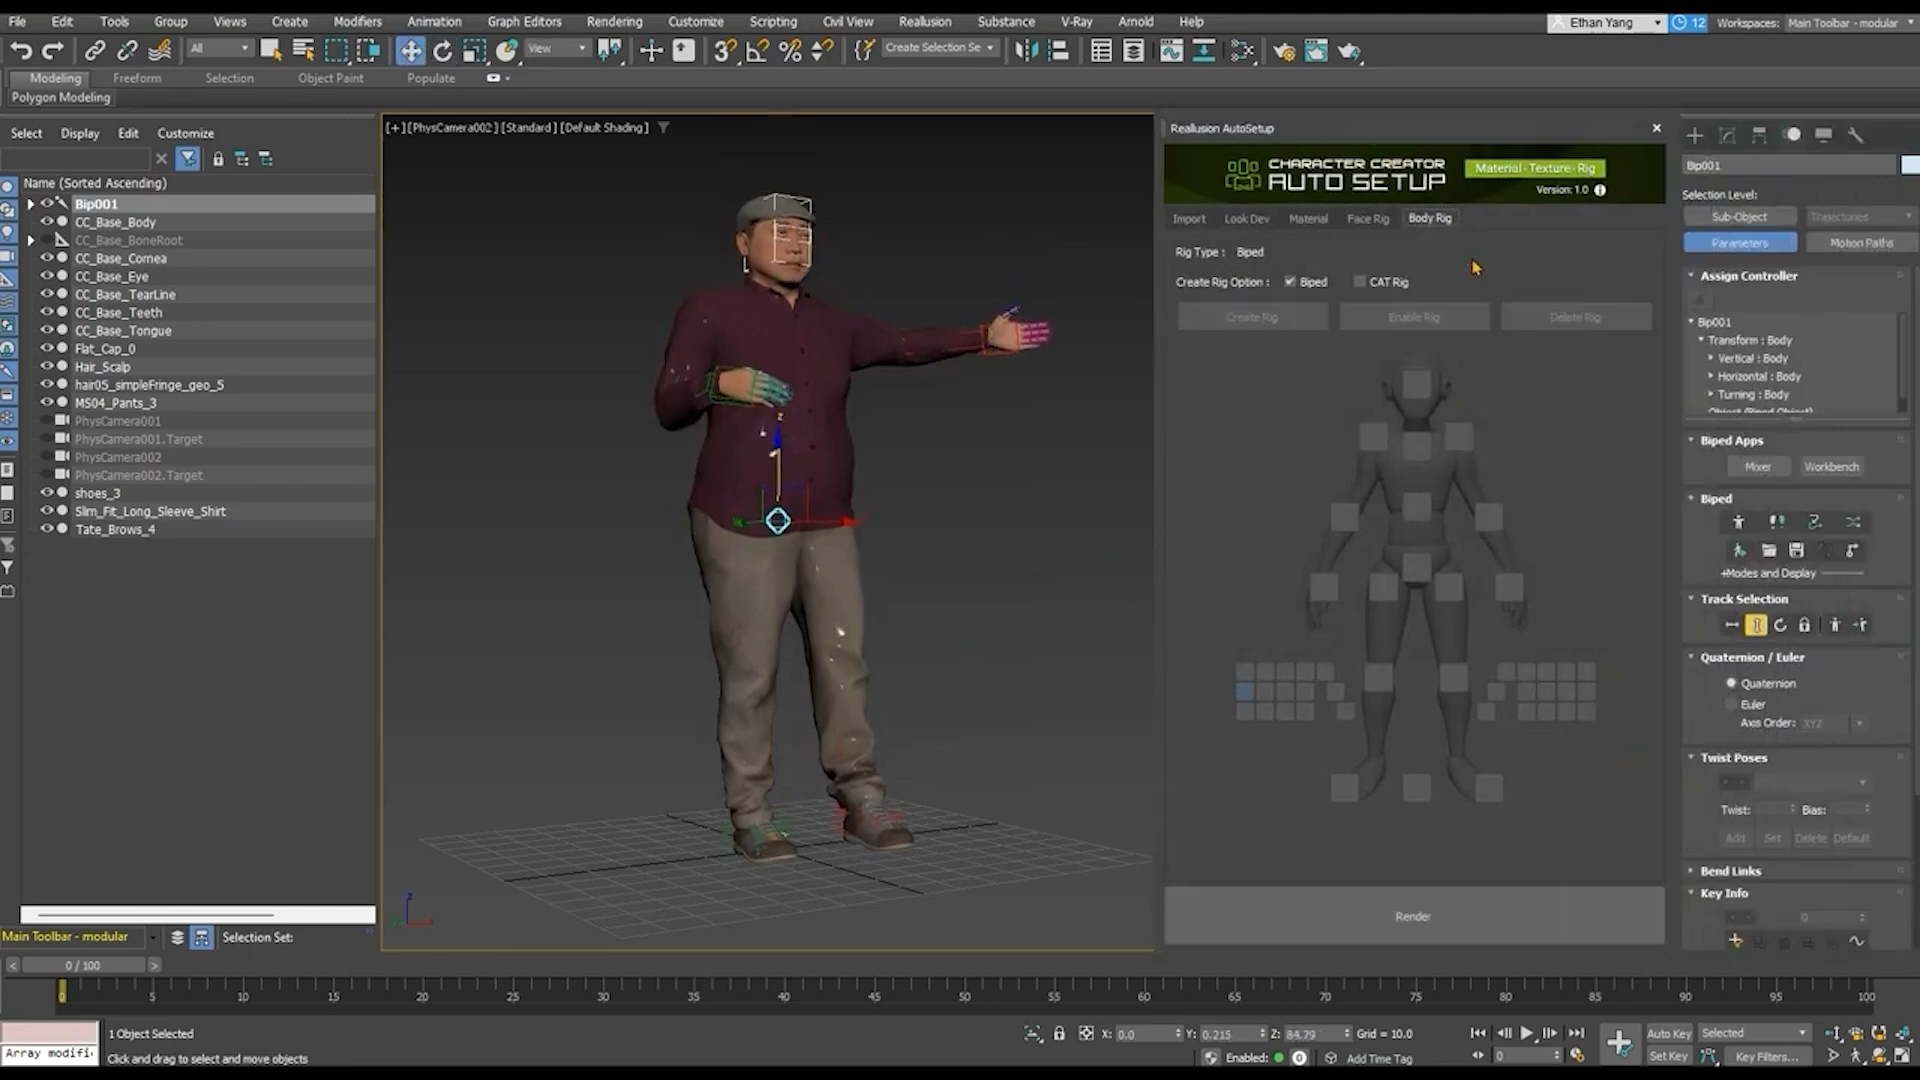 File Edit Tools Group Views Create Modifiers Animation Graph Editors Rendering Customize Scripting Civil View Reallusion Substance V-Ray Arnold Help
Ethan Yang 12 Workspaces: Main Toolbar - modular
All View Create Selection Se
Modeling Freeform Selection Object Paint Populate
Polygon Modeling
Select Display Edit Customize
Name (Sorted Ascending)
Bip001
CC_Base_Body
CC_Base_BoneRoot
CC_Base_Cornea
CC_Base_Eye
CC_Base_TearLine
CC_Base_Teeth
CC_Base_Tongue
Flat_Cap_0
Hair_Scalp
hair05_simpleFringe_geo_5
MS04_Pants_3
PhysCamera001
PhysCamera001.Target
PhysCamera002
PhysCamera002.Target
shoes_3
Slim_Fit_Long_Sleeve_Shirt
Tate_Brows_4
[+] [PhysCamera002] [Standard] [Default Shading]
Reallusion AutoSetup
CHARACTER CREATOR
AUTO SETUP
Material - Texture - Rig
Version: 1.0
Import Look Dev Material Face Rig Body Rig
Rig Type : Biped
Create Rig Option : Biped CAT Rig
Create Rig Enable Rig Delete Rig
Render
Bip001
Selection Level:
Sub-Object Trajectories
Parameters Motion Paths
Assign Controller
Bip001
Transform : Body
Vertical : Body
Horizontal : Body
Turning : Body
Biped Apps
Mixer Workbench
Biped
+Modes and Display
Track Selection
Quaternion / Euler
Quaternion
Euler
Axis Order: XYZ
Twist Poses
Twist: Bias:
Add Set Delete Default
Bend Links
Key Info
0
Main Toolbar - modular Selection Set:
< 0 / 100 >
0 5 10 15 20 25 30 35 40 45 50 55 60 65 70 75 80 85 90 95 100
1 Object Selected
X: 0.0 Y: 0.215 Z: 84.79 Grid = 10.0
Auto Key Selected
Array modifi
Click and drag to select and move objects
Enabled: Add Time Tag
0
Set Key Key Filters...